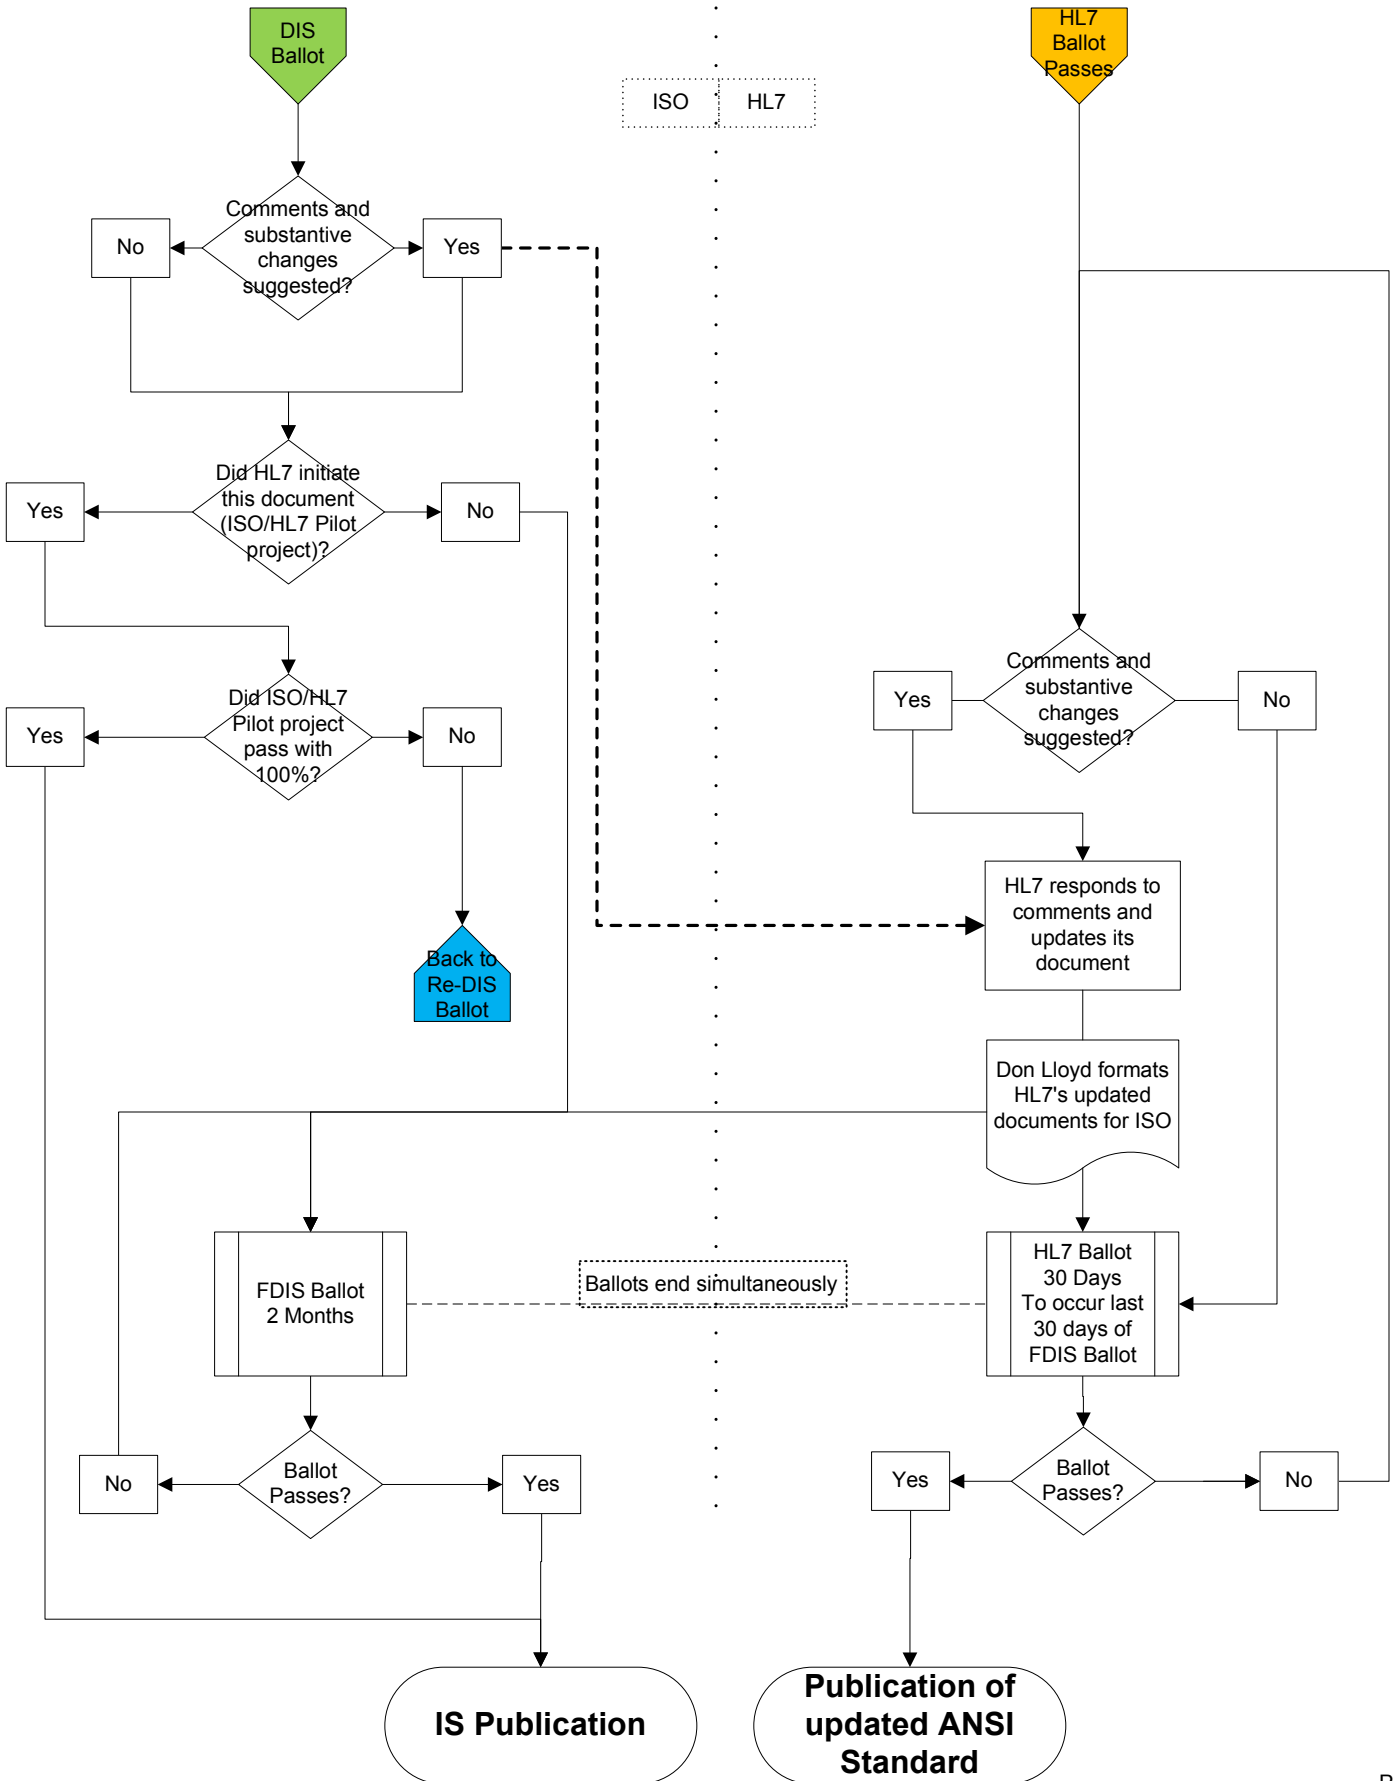 DIS
Ballot
HL7
Ballot
Passes
ISO
HL7
Comments and
substantive
changes
suggested?
No
Yes
Did HL7 initiate
this document
(ISO/HL7 Pilot
project)?
Yes
No
Did ISO/HL7
Pilot project
pass with
100%?
Yes
No
Comments and
substantive
changes
suggested?
Yes
No
HL7 responds to
comments and
updates its
document
Back to
Re-DIS
Ballot
Don Lloyd formats
HL7's updated
documents for ISO
FDIS Ballot
2 Months
Ballots end simultaneously
HL7 Ballot
30 Days
To occur last
30 days of
FDIS Ballot
Ballot
Passes?
No
Yes
Ballot
Passes?
Yes
No
IS Publication
Publication of
updated ANSI
Standard